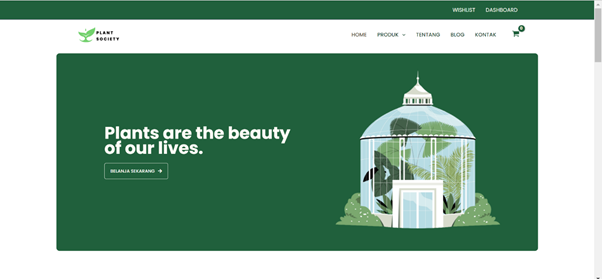 WISHLIST DASHBOARD
PLANT
SOCIETY
HOME PRODUK TENTANG BLOG KONTAK
0
Plants are the beauty
of our lives.
BELANJA SEKARANG